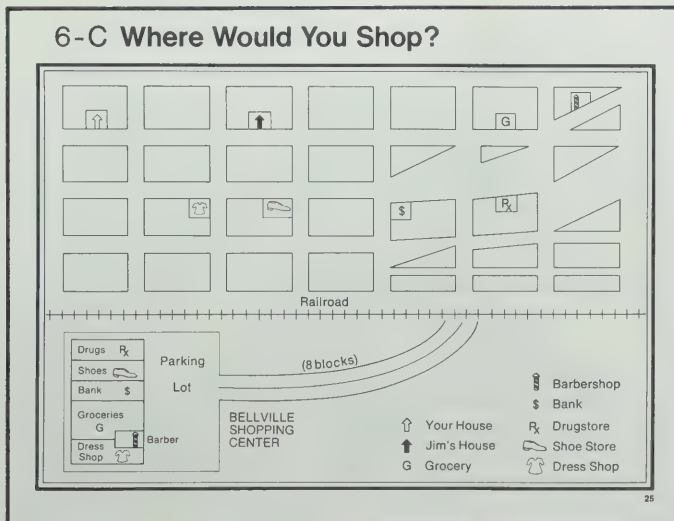 6-C Where Would You Shop?
G
$
Rx
Railroad
Drugs Rx
Shoes
Bank $
Groceries
G
Dress
Shop
Barber
Parking
Lot
(8 blocks)
BELLVILLE
SHOPPING
CENTER
Your House
Jim's House
G Grocery
Barbershop
$ Bank
Rx Drugstore
Shoe Store
Dress Shop
25